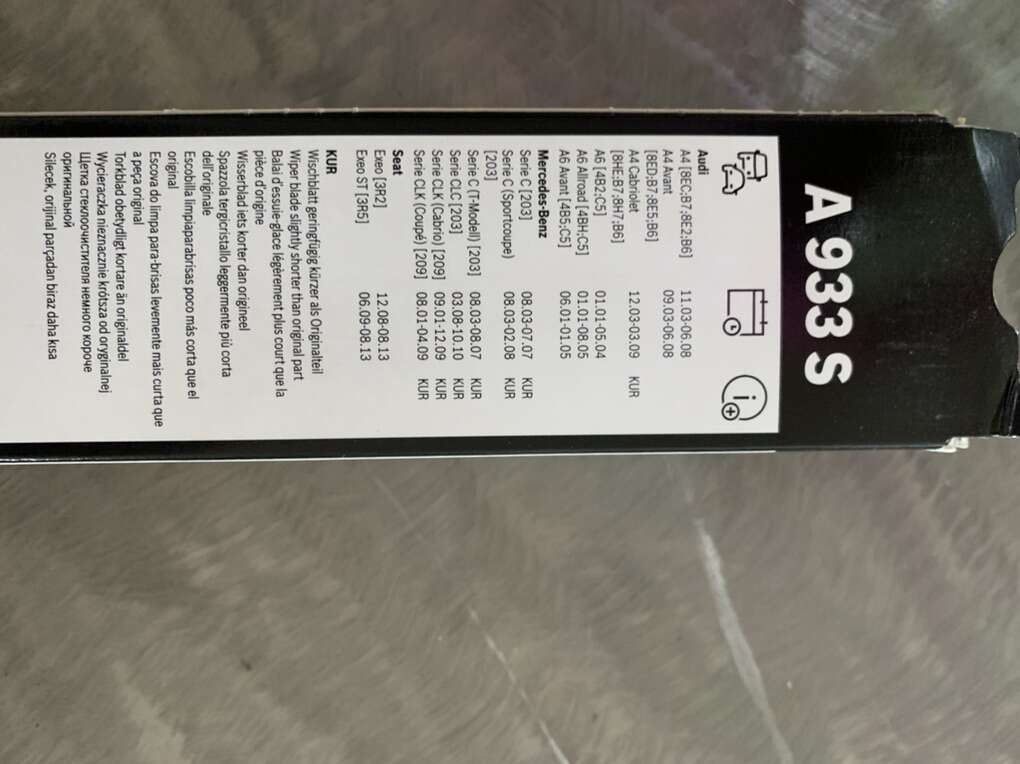 A 933 S
Audi
A4 [8EC;B7;8E2;B6] 11.03-06.08
A4 Avant 09.03-06.08
[8ED;B7;8E5;B6]
A4 Cabriolet 12.03-03.09 KUR
[8HE;B7;8H7;B6]
A6 [4B2;C5] 01.01-05.04
A6 Allroad [4BH;C5] 01.01-08.05
A6 Avant [4B5;C5] 06.01-01.05
Mercedes-Benz
Serie C [203] 08.03-07.07 KUR
Serie C (Sportcoupe) 08.03-02.08 KUR
[203]
Serie C (T-Modell) [203] 08.03-08.07 KUR
Serie CLC [203] 03.08-10.10 KUR
Serie CLK (Cabrio) [209] 09.01-12.09 KUR
Serie CLK (Coupé) [209] 08.01-04.09 KUR
Seat
Exeo [3R2] 12.08-08.13
Exeo ST [3R5] 06.09-08.13
KUR
Wischblatt geringfügig kürzer als Originalteil
Wiper blade slightly shorter than original part
Balai d'essuie-glace légèrement plus court que la
pièce d'origine
Wisserblad iets korter dan origineel
Spazzola tergicristallo leggermente più corta
dell'originale
Escobilla limpiaparabrisas poco más corta que el
original
Escova do limpa para-brisas levemente mais curta que
a peça original
Torkblad obetydligt kortare än originaldel
Wycieraczka nieznacznie krótsza od oryginalnej
Щетка стеклоочистителя немного короче
оригинальной
Silecek, orijinal parçadan biraz daha kısa